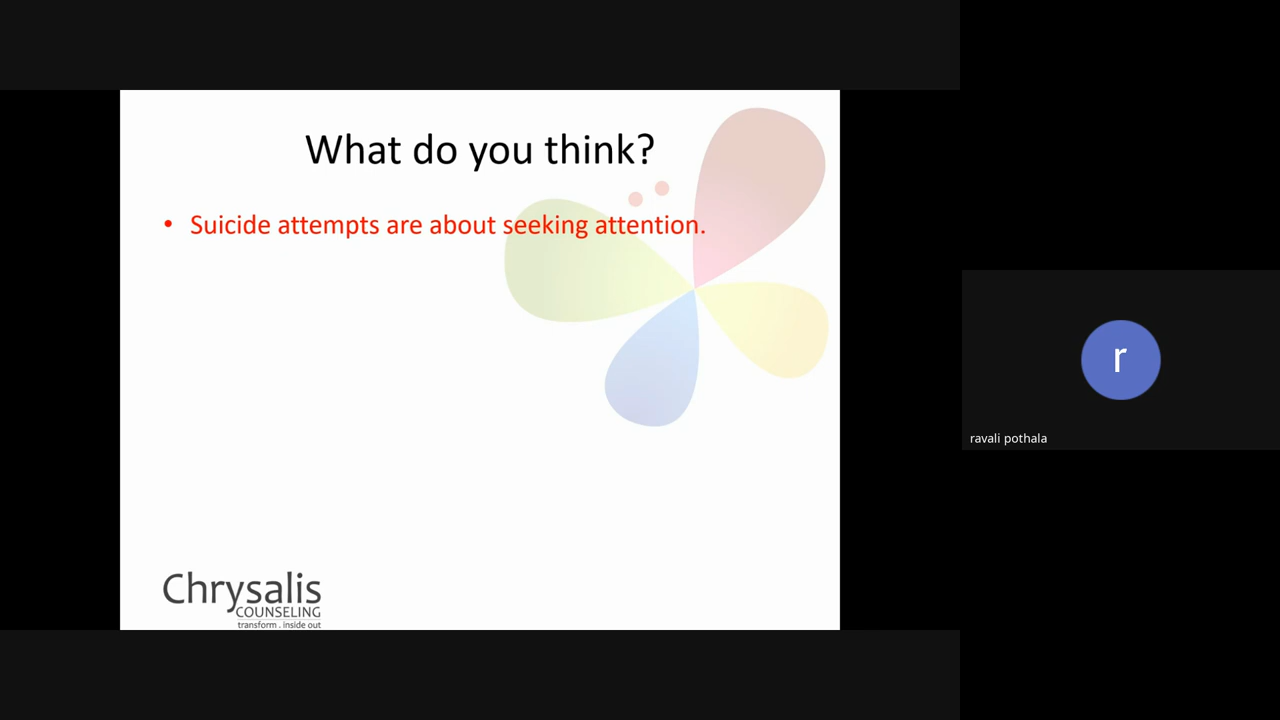 What do you think?
• Suicide attempts are about seeking attention.
r
ravali pothala
Chrysalis
COUNSELING
transform . inside out